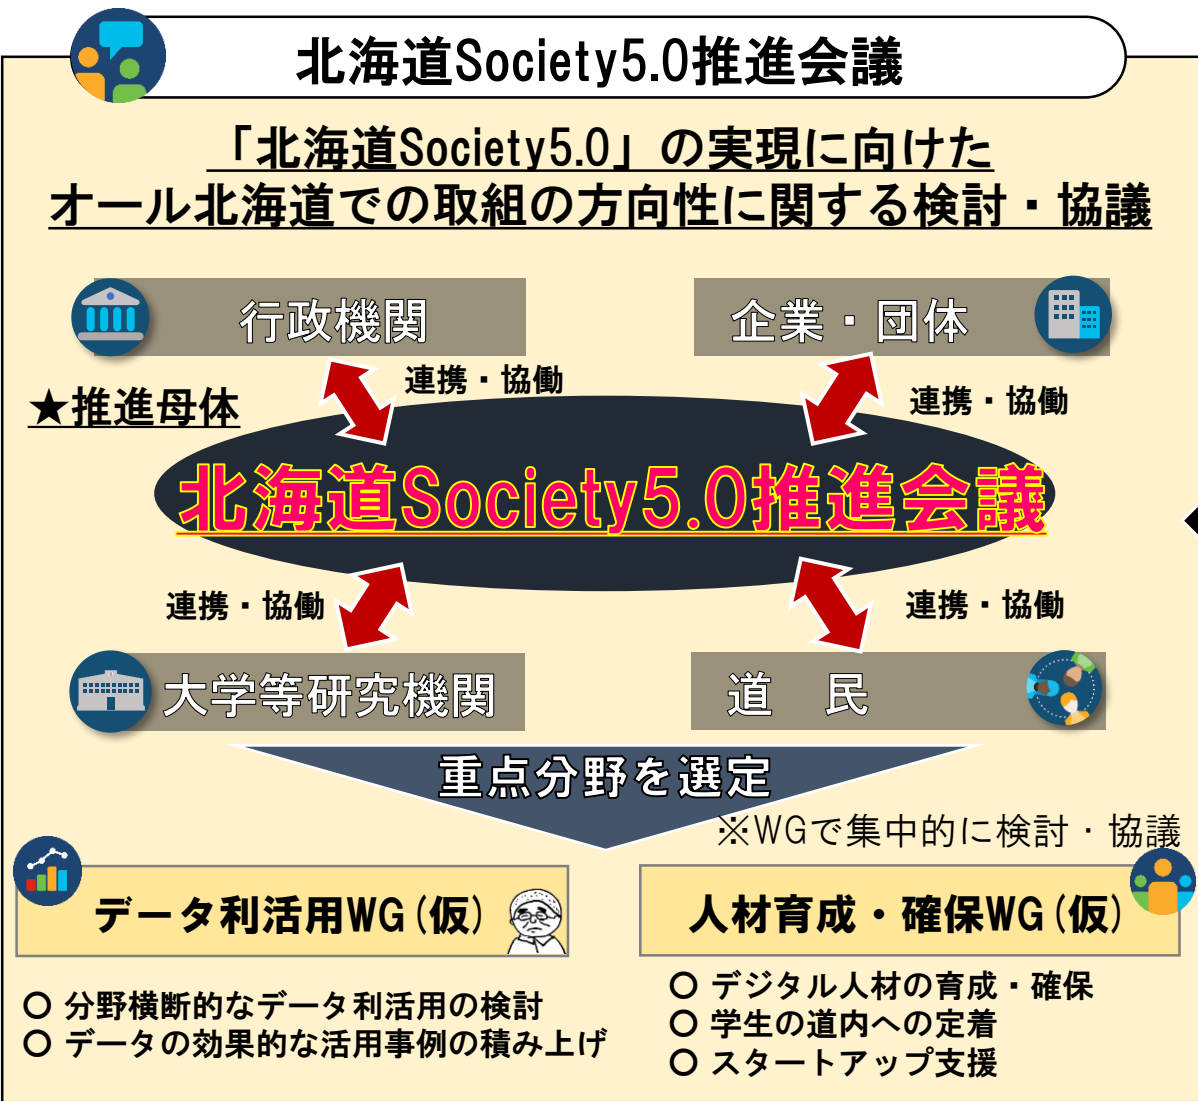 北海道Society5.0推進会議
「北海道Society5.0」の実現に向けた
オール北海道での取組の方向性に関する検討・協議
行政機関
企業・団体
連携・協働
連携・協働
★推進母体
北海道Society5.0推進会議
連携・協働
連携・協働
大学等研究機関
道　民
重点分野を選定
※WGで集中的に検討・協議
データ利活用WG(仮)
人材育成・確保WG(仮)
〇 分野横断的なデータ利活用の検討
〇 データの効果的な活用事例の積み上げ
〇 デジタル人材の育成・確保
〇 学生の道内への定着
〇 スタートアップ支援